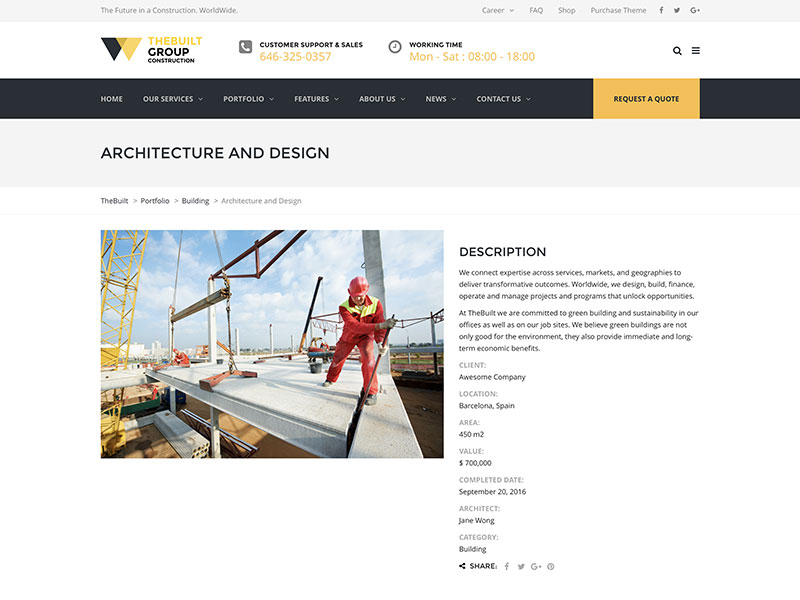 The Future in a Construction. WorldWide.
Career FAQ Shop Purchase Theme
THEBUILT
GROUP
CONSTRUCTION
CUSTOMER SUPPORT & SALES
646-325-0357
WORKING TIME
Mon - Sat : 08:00 - 18:00
HOME OUR SERVICES PORTFOLIO FEATURES ABOUT US NEWS CONTACT US REQUEST A QUOTE
ARCHITECTURE AND DESIGN
TheBuilt > Portfolio > Building > Architecture and Design
DESCRIPTION
We connect expertise across services, markets, and geographies to
deliver transformative outcomes. Worldwide, we design, build, finance,
operate and manage projects and programs that unlock opportunities.
At TheBuilt we are committed to green building and sustainability in our
offices as well as on our job sites. We believe green buildings are not
only good for the environment, they also provide immediate and long-
term economic benefits.
CLIENT:
Awesome Company
LOCATION:
Barcelona, Spain
AREA:
450 m2
VALUE:
$ 700,000
COMPLETED DATE:
September 20, 2016
ARCHITECT:
Jane Wong
CATEGORY:
Building
SHARE: